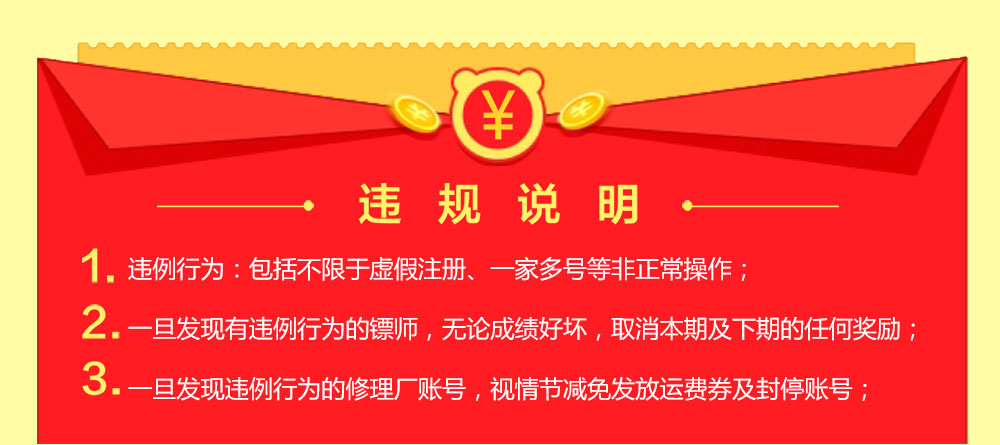 ¥
违规说明
1. 违例行为：包括不限于虚假注册、一家多号等非正常操作；
2. 一旦发现有违例行为的镖师，无论成绩好坏，取消本期及下期的任何奖励；
3. 一旦发现违例行为的修理厂账号，视情节减免发放运费券及封停账号；